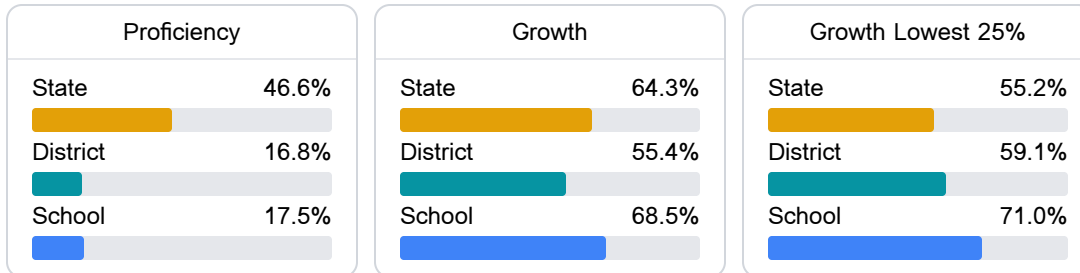 Proficiency
State 46.6%
District 16.8%
School 17.5%
Growth
State 64.3%
District 55.4%
School 68.5%
Growth Lowest 25%
State 55.2%
District 59.1%
School 71.0%